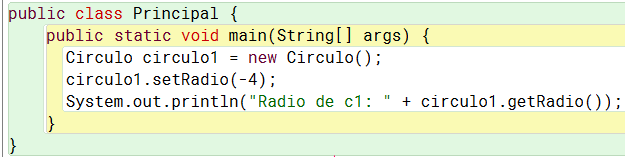 public class Principal {
public static void main(String[] args) {
Circulo circulo1 = new Circulo();
circulo1.setRadio(-4);
System.out.println("Radio de c1: " + circulo1.getRadio());
}
}